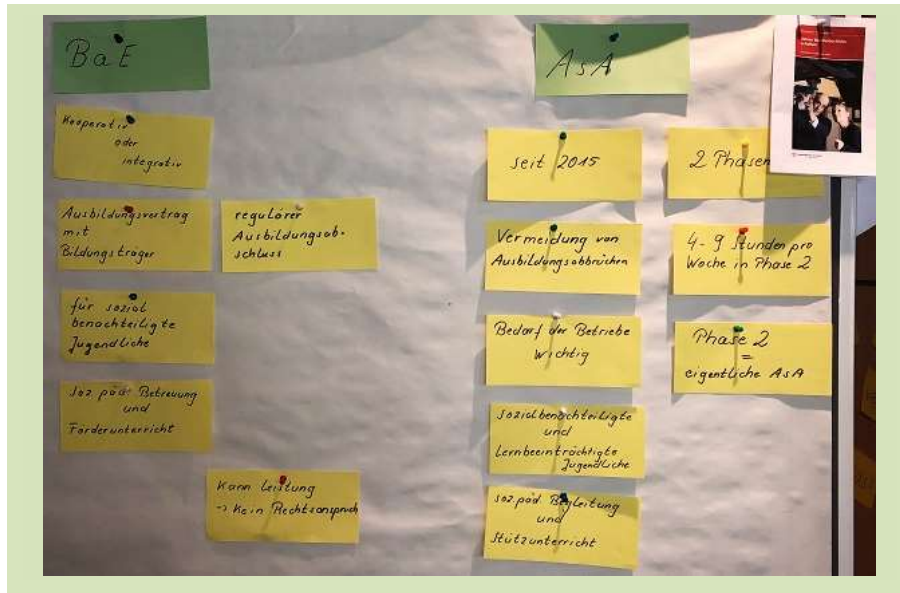 BaE
Kooperativ
oder
integrativ
Ausbildungsvertrag
mit
Bildungsträger
regulärer
Ausbildungsab-
schluss
für sozial
benachteiligte
Jugendliche
Soz. päd. Betreuung
und
Förderunterricht
Kann Leistung
→ Kein Rechtsanspruch
AsA
seit 2015
2 Phasen
Vermeidung von
Ausbildungsabbrüchen
4-9 Stunden pro
Woche in Phase 2
Bedarf der Betriebe
Wichtig
Phase 2
=
eigentliche AsA
Sozialbenachteiligte
und
Lernbeeinträchtigte
Jugendliche
soz. päd. Begleitung
und
Stützunterricht